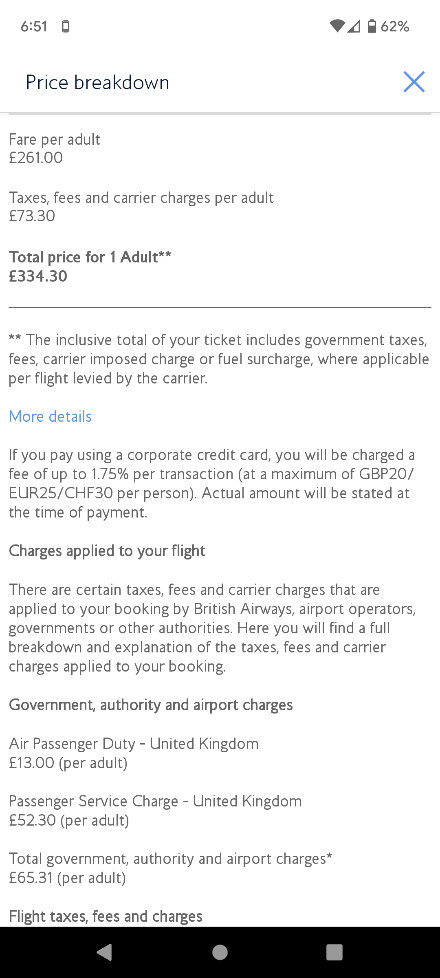 6:51
62%
Price breakdown
Fare per adult
£261.00
Taxes, fees and carrier charges per adult
£73.30
Total price for 1 Adult**
£334.30
** The inclusive total of your ticket includes government taxes,
fees, carrier imposed charge or fuel surcharge, where applicable
per flight levied by the carrier.
More details
If you pay using a corporate credit card, you will be charged a
fee of up to 1.75% per transaction (at a maximum of GBP20/
EUR25/CHF30 per person). Actual amount will be stated at
the time of payment.
Charges applied to your flight
There are certain taxes, fees and carrier charges that are
applied to your booking by British Airways, airport operators,
governments or other authorities. Here you will find a full
breakdown and explanation of the taxes, fees and carrier
charges applied to your booking.
Government, authority and airport charges
Air Passenger Duty - United Kingdom
£13.00 (per adult)
Passenger Service Charge - United Kingdom
£52.30 (per adult)
Total government, authority and airport charges*
£65.31 (per adult)
Flight taxes, fees and charges